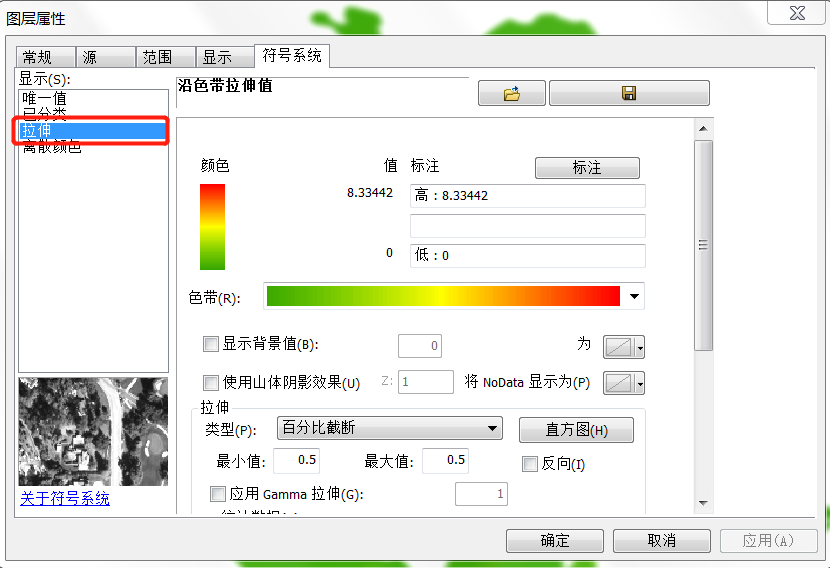 图层属性
常规 源 范围 显示 符号系统
显示(S):
唯一值
已分类
拉伸
离散颜色
关于符号系统
沿色带拉伸值
颜色 值 标注 标注
8.33442 高 : 8.33442
0 低 : 0
色带(R):
显示背景值(B): 0 为
使用山体阴影效果(U) Z: 1 将 NoData 显示为(P)
拉伸
类型(P): 百分比截断 直方图(H)
最小值: 0.5 最大值: 0.5 反向(I)
应用 Gamma 拉伸(G): 1
确定 取消 应用(A)